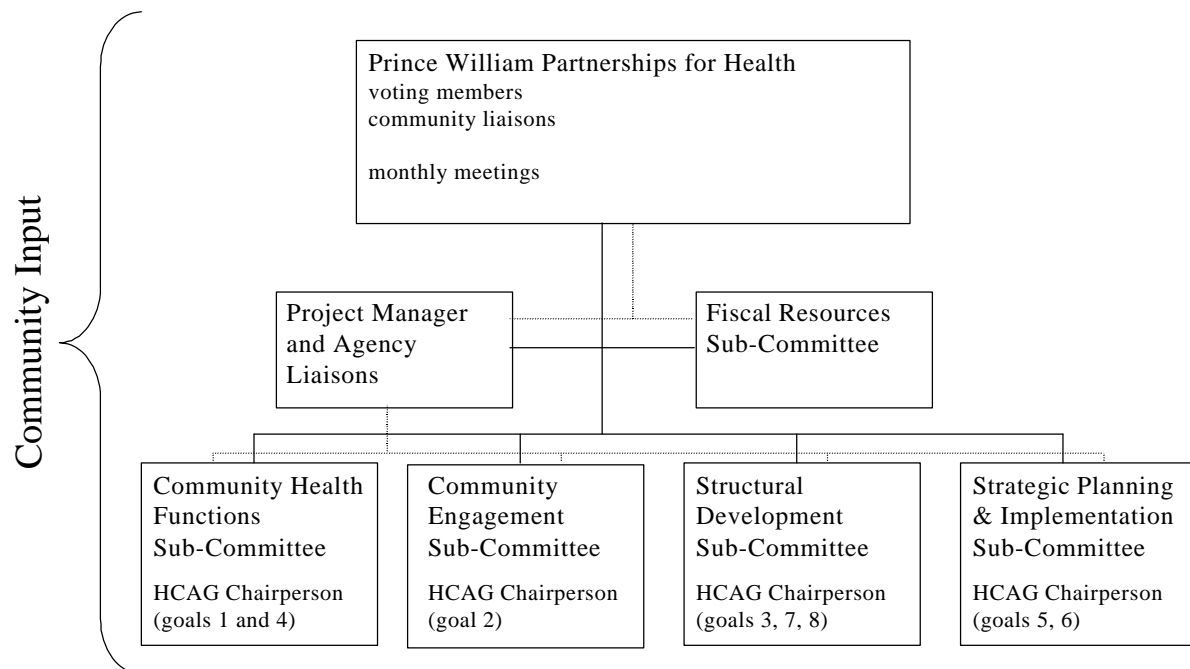 Community Input
Prince William Partnerships for Health
voting members
community liaisons
monthly meetings
Project Manager
and Agency
Liaisons
Fiscal Resources
Sub-Committee
Community Health
Functions
Sub-Committee
HCAG Chairperson
(goals 1 and 4)
Community
Engagement
Sub-Committee
HCAG Chairperson
(goal 2)
Structural
Development
Sub-Committee
HCAG Chairperson
(goals 3, 7, 8)
Strategic Planning
& Implementation
Sub-Committee
HCAG Chairperson
(goals 5, 6)